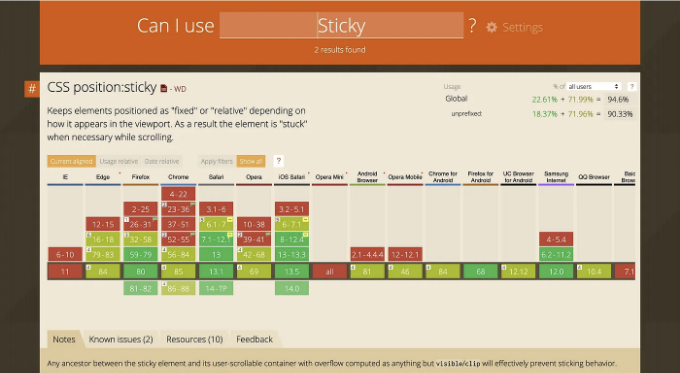 Can I use Sticky ? Settings
2 results found
# CSS position:sticky - WD
Keeps elements positioned as "fixed" or "relative" depending on
how it appears in the viewport. As a result the element is "stuck"
when necessary while scrolling.
Usage % of all users ?
Global 22.61% + 71.99% = 94.6%
unprefixed 18.37% + 71.96% = 90.33%
Current aligned Usage relative Date relative Apply filters Show all ?
IE Edge Firefox Chrome Safari Opera iOS Safari Opera Mini Android Browser Opera Mobile Chrome for Android Firefox for Android UC Browser for Android Samsung Internet QQ Browser
4-22
2-25 23-36 3.1-6 3.2-5.1
12-15 26-31 37-51 6.1-7 10-38 6-7.1
16-18 32-58 52-55 7.1-12.1 39-41 8-12.4 4-5.4
6-10 79-83 59-79 56-84 13 42-68 13-13.3 2.1-4.4.4 12-12.1 6.2-11.2
11 84 80 85 13.1 69 13.5 all 81 46 84 68 12.12 12.0 10.4 7.1
81-82 86-88 14-TP 14.0
Notes Known issues (2) Resources (10) Feedback
Any ancestor between the sticky element and its user-scrollable container with overflow computed as anything but visible/clip will effectively prevent sticking behavior.